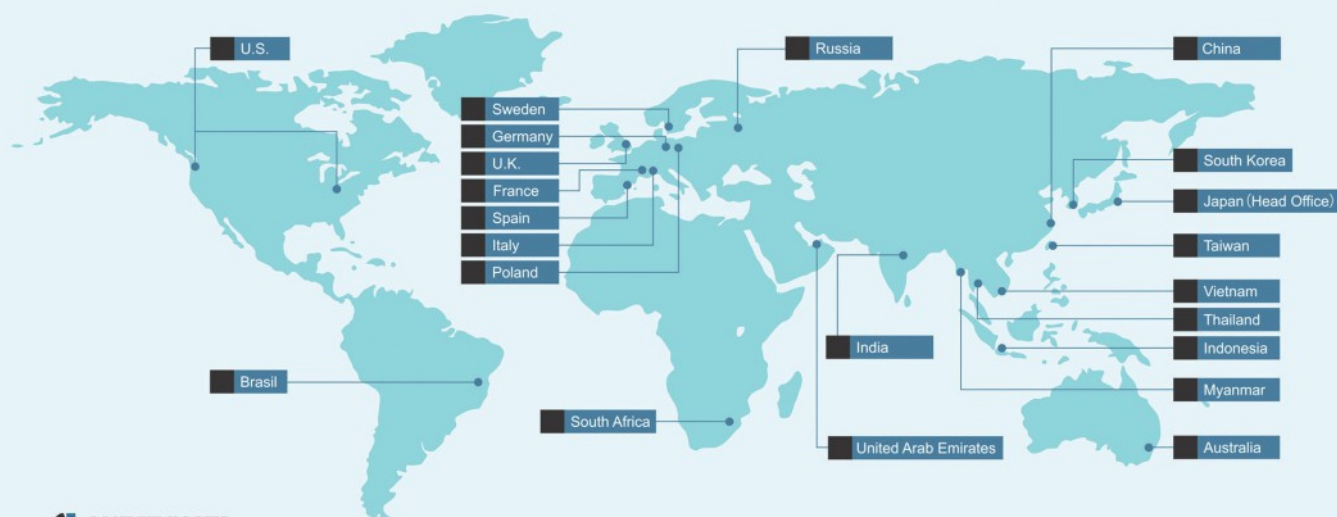 U.S.
Russia
China
Sweden
Germany
U.K.
France
Spain
Italy
Poland
South Korea
Japan（Head Office）
Taiwan
Vietnam
Thailand
Indonesia
Myanmar
India
Brasil
South Africa
United Arab Emirates
Australia